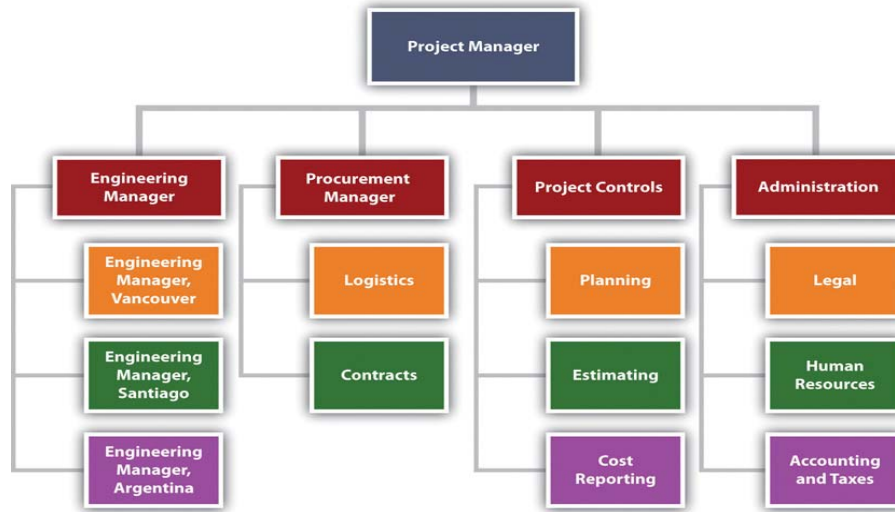 Project Manager
Engineering
Manager
Procurement
Manager
Project Controls
Administration
Engineering
Manager,
Vancouver
Logistics
Planning
Legal
Engineering
Manager,
Santiago
Contracts
Estimating
Human
Resources
Engineering
Manager,
Argentina
Cost
Reporting
Accounting
and Taxes